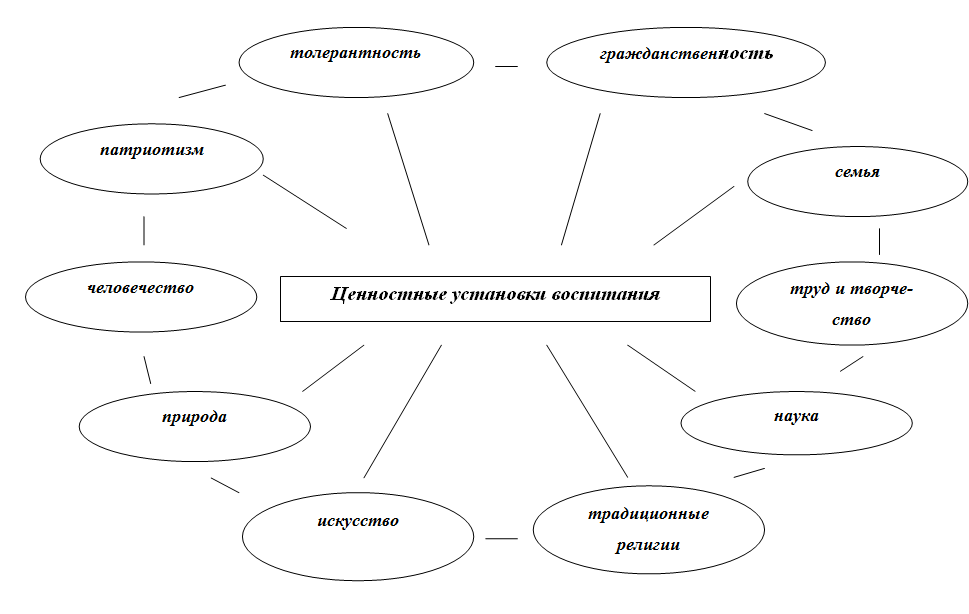 толерантность
гражданственность
патриотизм
семья
человечество
Ценностные установки воспитания
труд и творче-
ство
природа
наука
искусство
традиционные
религии